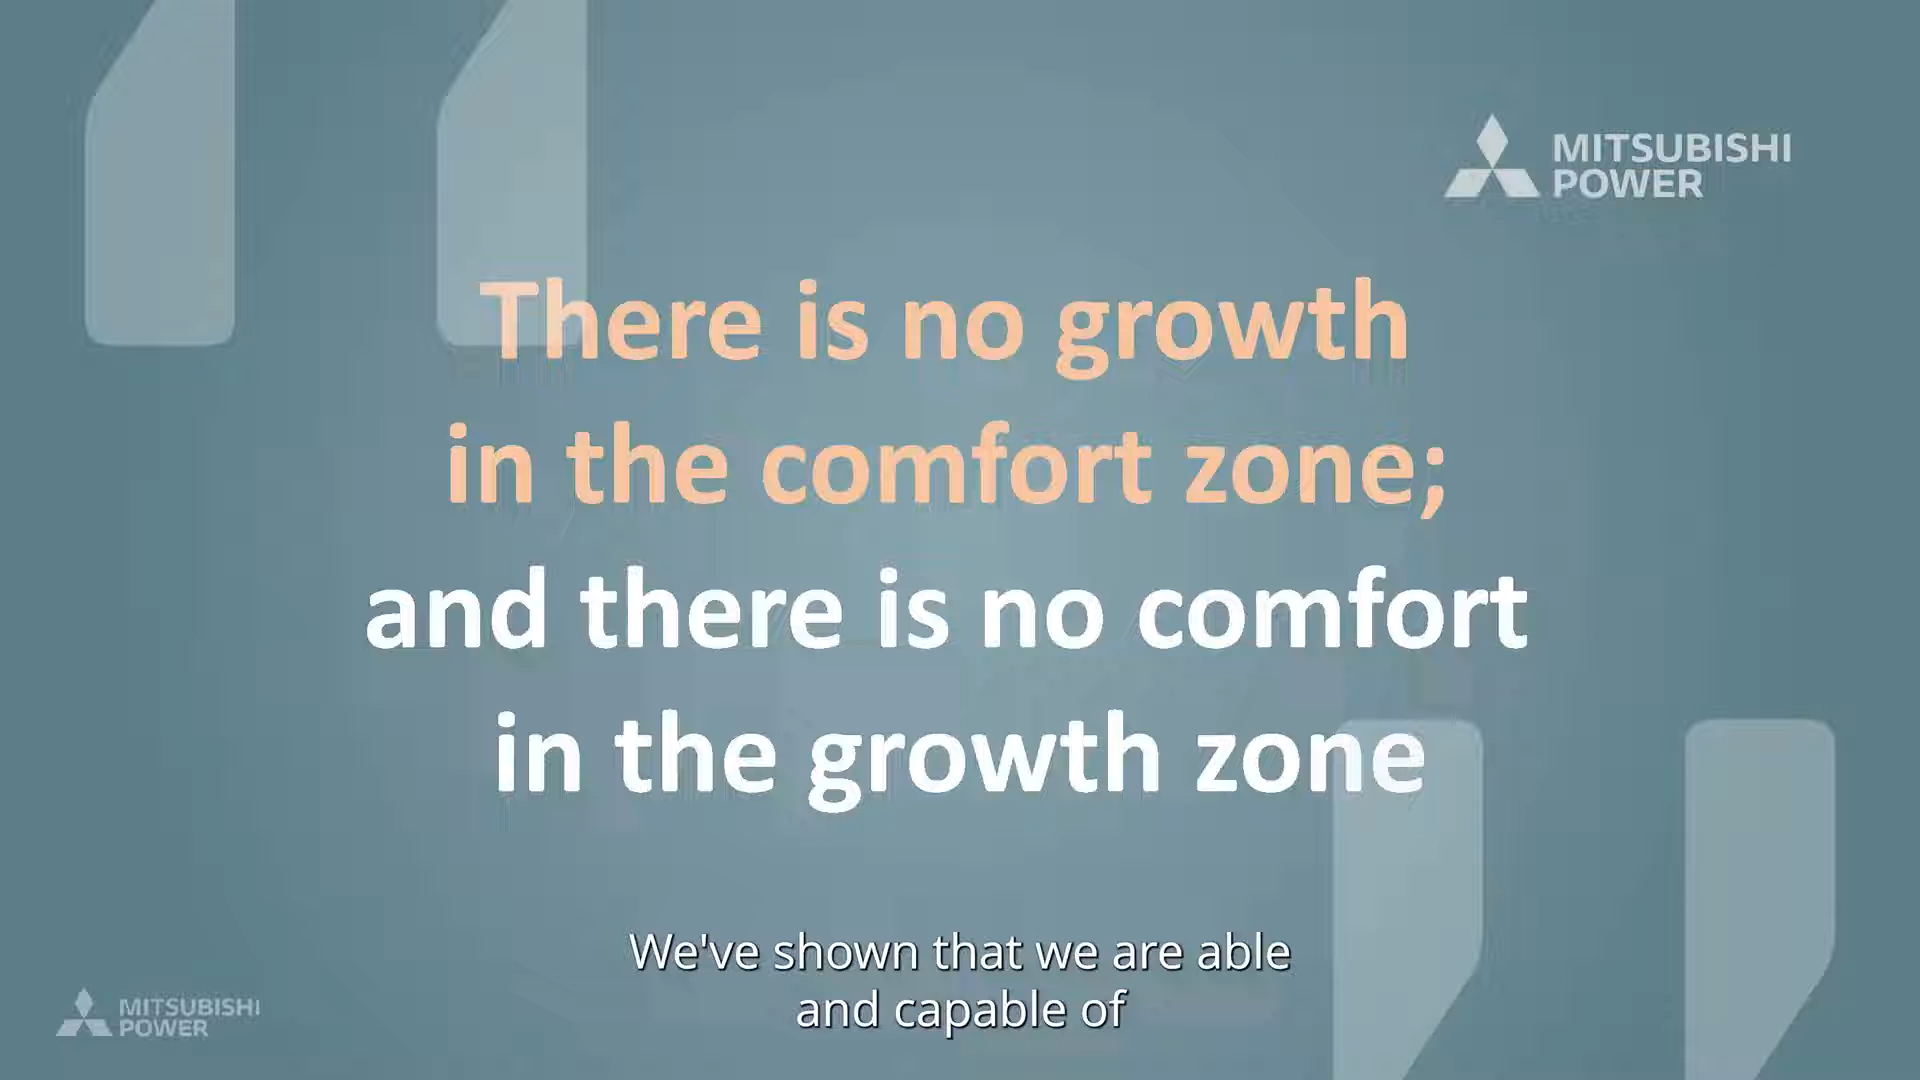 MITSUBISHI
POWER
There is no growth
in the comfort zone;
and there is no comfort
in the growth zone
We've shown that we are able
and capable of
MITSUBISHI
POWER